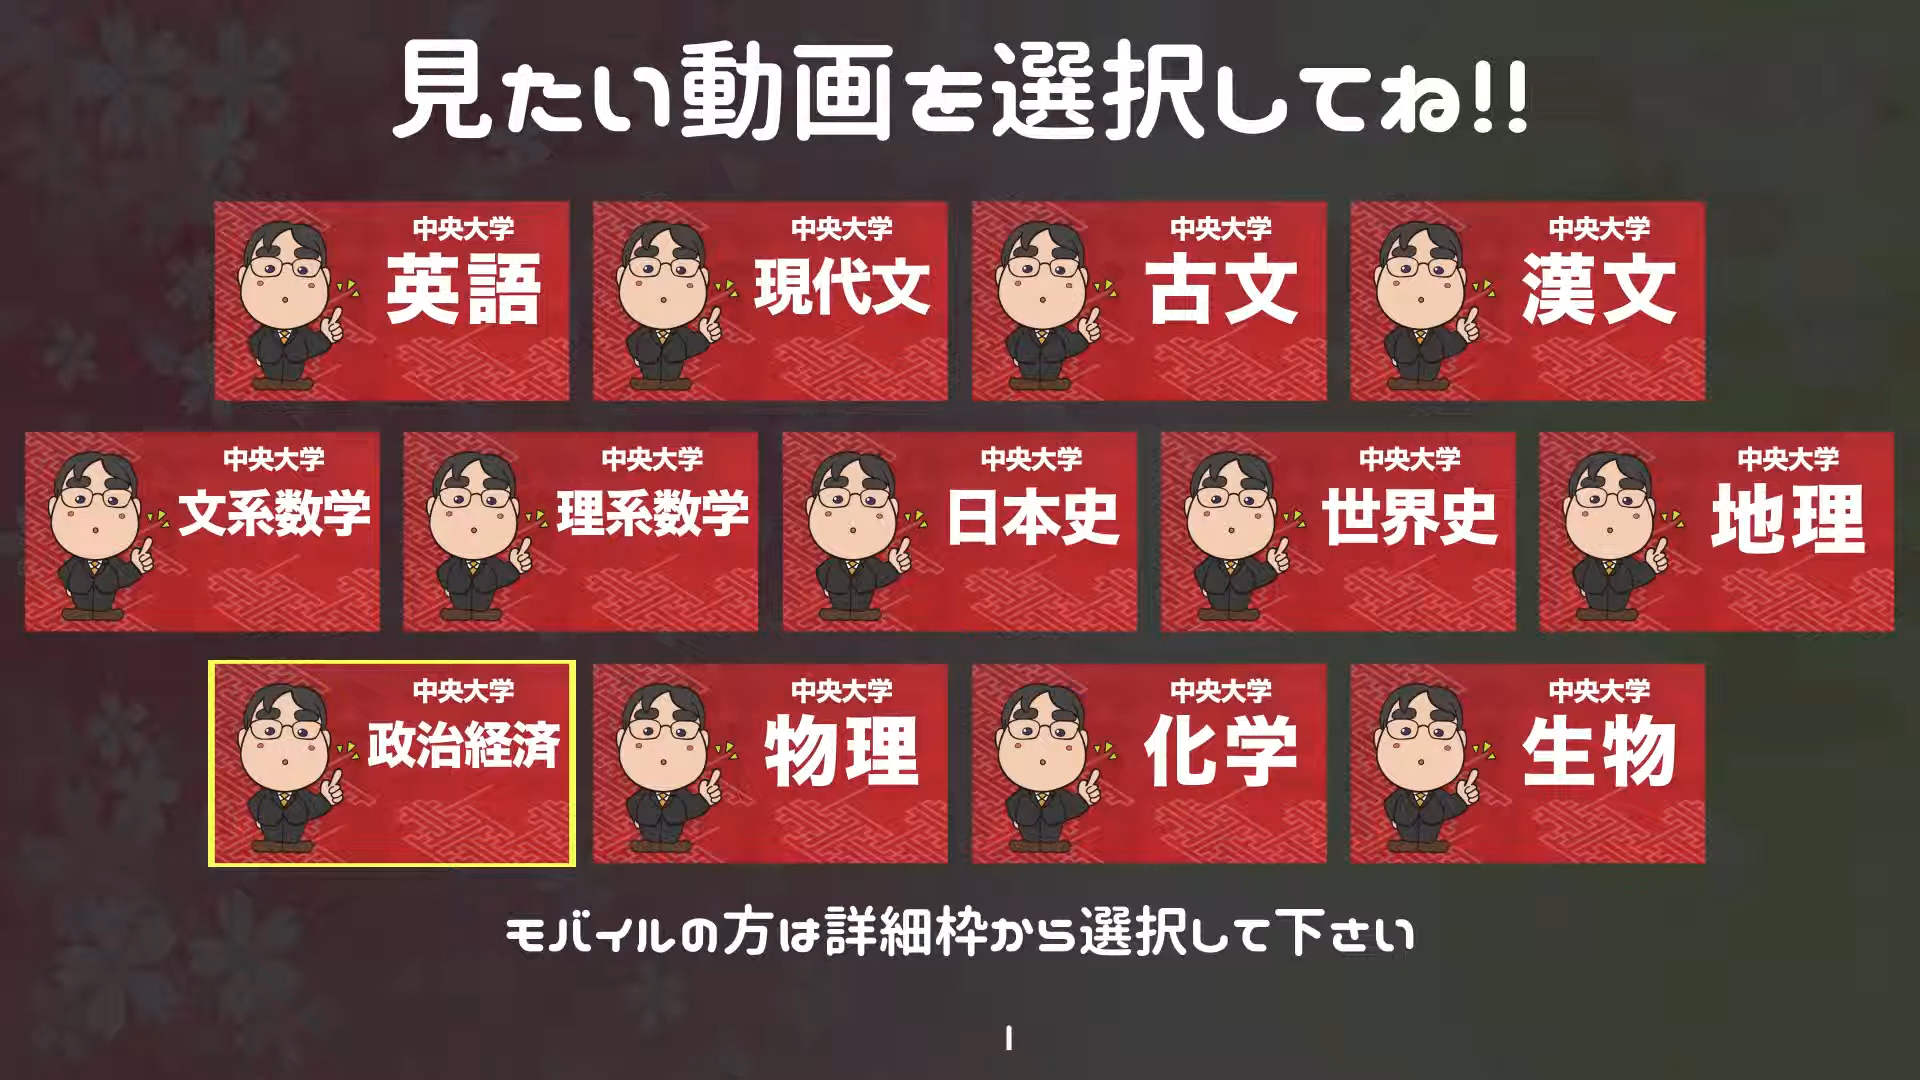 見たい動画を選択してね!!
中央大学
英語
中央大学
現代文
中央大学
古文
中央大学
漢文
中央大学
文系数学
中央大学
理系数学
中央大学
日本史
中央大学
世界史
中央大学
地理
中央大学
政治経済
中央大学
物理
中央大学
化学
中央大学
生物
モバイルの方は詳細枠から選択して下さい
1